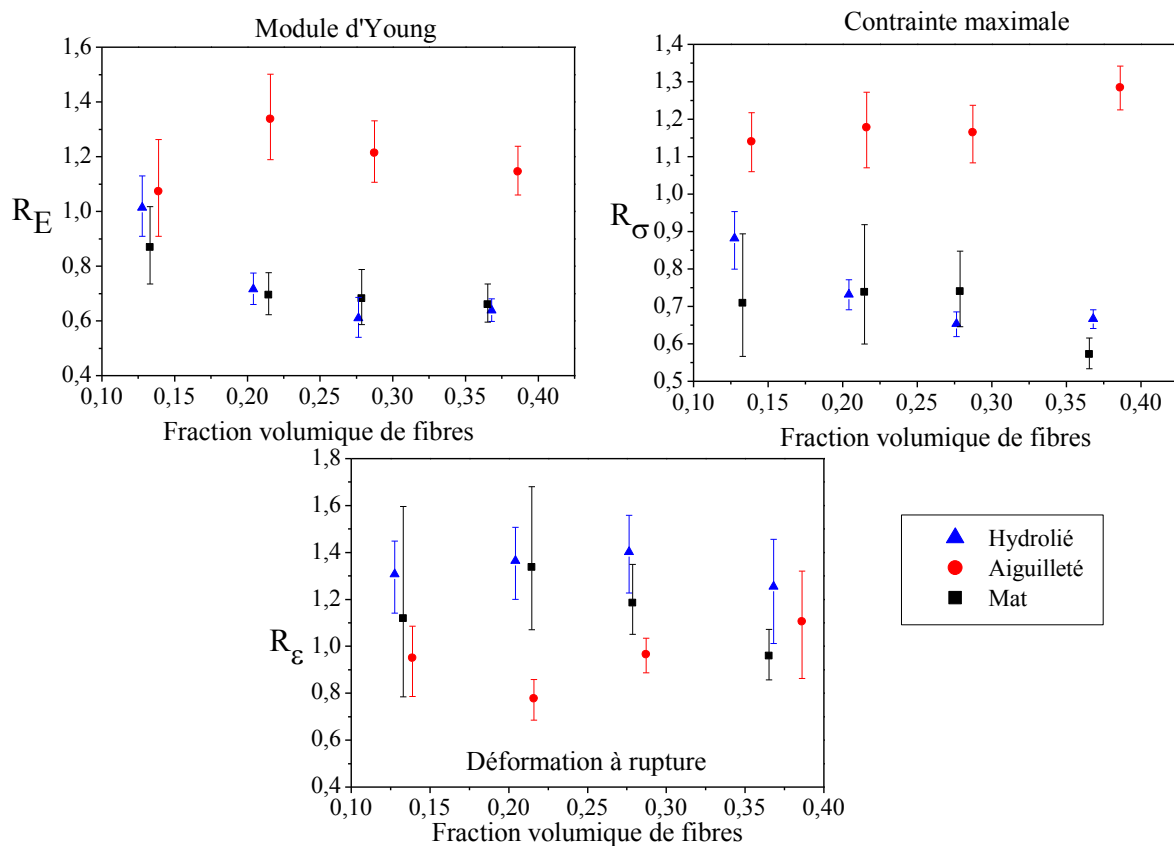 Module d'Young
1,6
1,4
1,2
1,0
0,8
0,6
0,4
R_E
0,10 0,15 0,20 0,25 0,30 0,35 0,40
Fraction volumique de fibres
Contrainte maximale
1,4
1,3
1,2
1,1
1,0
0,9
0,8
0,7
0,6
0,5
R_σ
0,10 0,15 0,20 0,25 0,30 0,35 0,40
Fraction volumique de fibres
1,8
1,6
1,4
1,2
1,0
0,8
0,6
0,4
R_ε
Déformation à rupture
0,10 0,15 0,20 0,25 0,30 0,35 0,40
Fraction volumique de fibres
Hydrolié
Aiguilleté
Mat